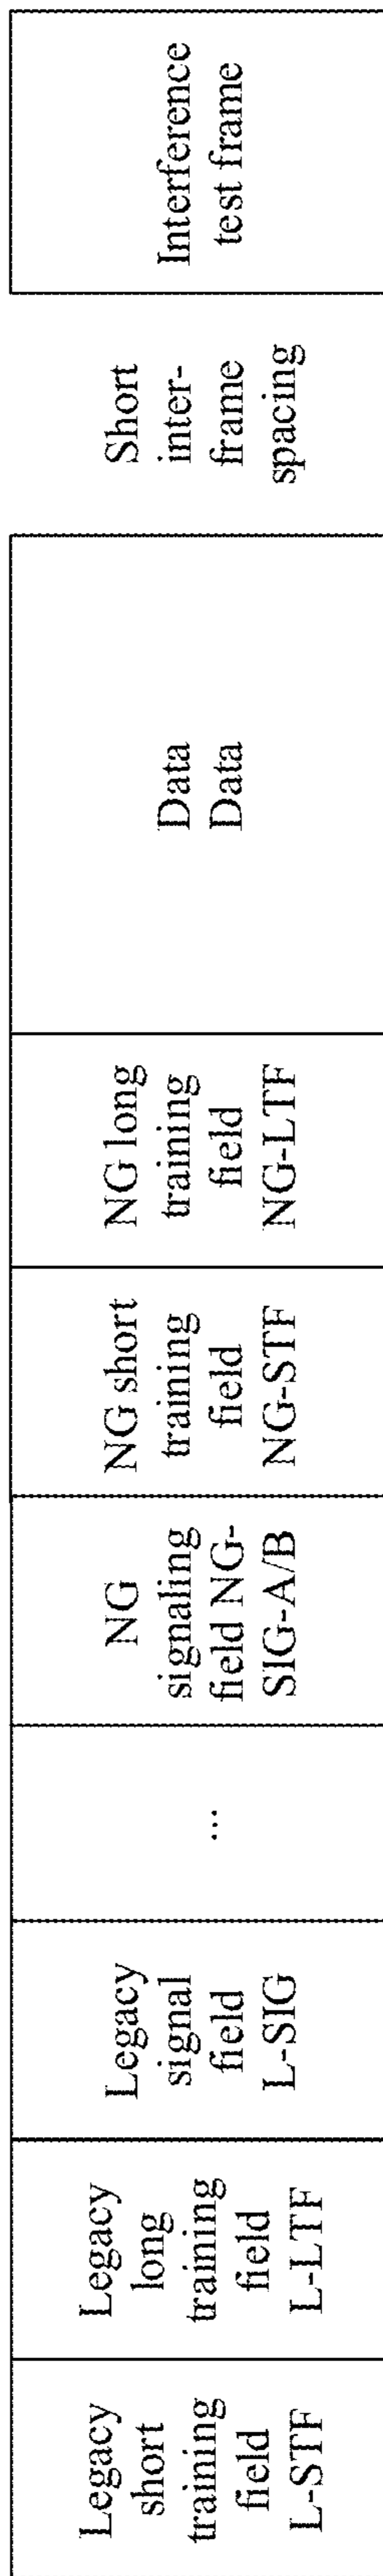 Legacy
short
training
field
L-STF
Legacy
long
training
field
L-LTF
Legacy
signal
field
L-SIG
...
NG
signaling
field NG-
SIG-A/B
NG short
training
field
NG-STF
NG long
training
field
NG-LTF
Data
Data
Short
inter-
frame
spacing
Interference
test frame